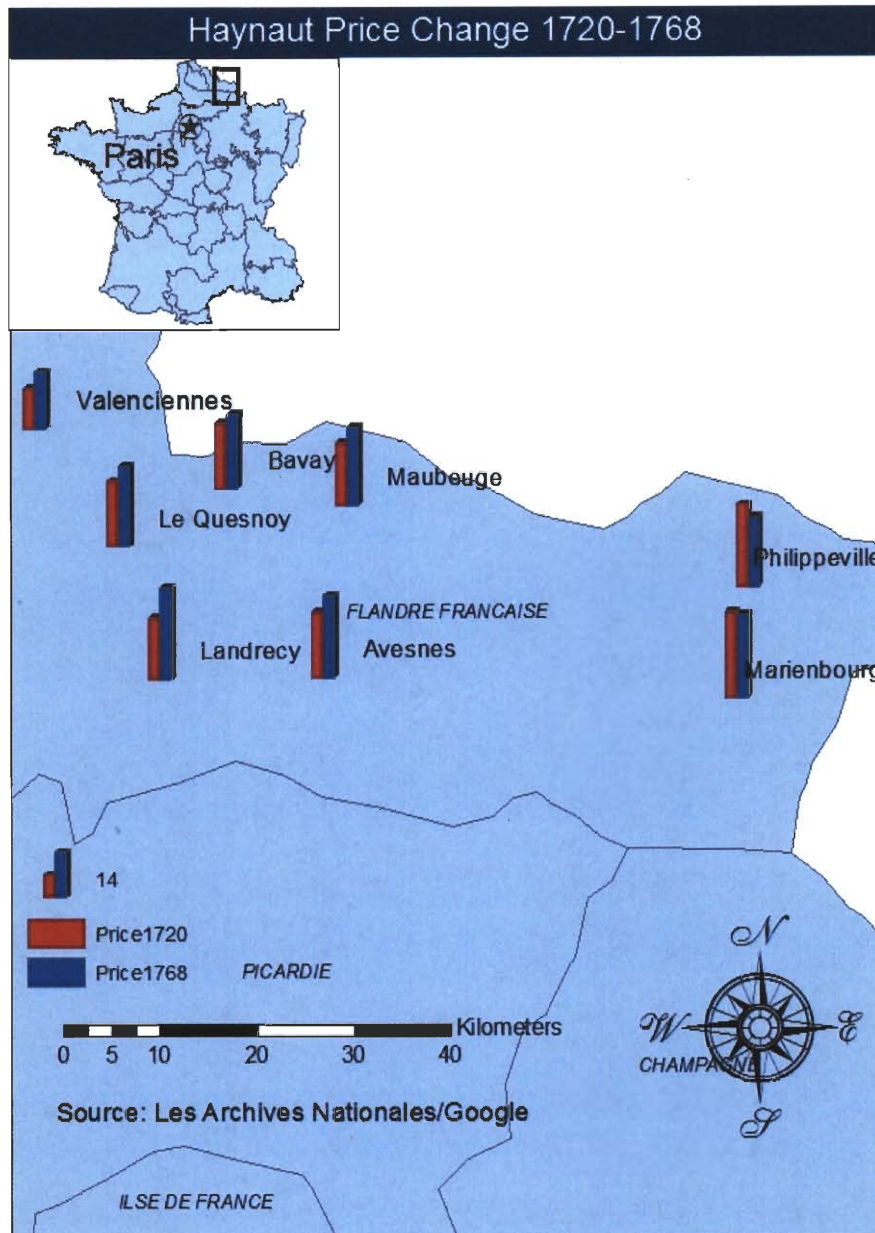 Haynaut Price Change 1720-1768
Paris
Valenciennes
Bavay
Maubeuge
Le Quesnoy
Philippeville
FLANDRE FRANCAISE
Landrecy
Avesnes
Marienbourg
14
Price1720
Price1768
PICARDIE
N
W
E
S
Kilometers
0 5 10 20 30 40
CHAMPAGNE
Source: Les Archives Nationales/Google
ILSE DE FRANCE